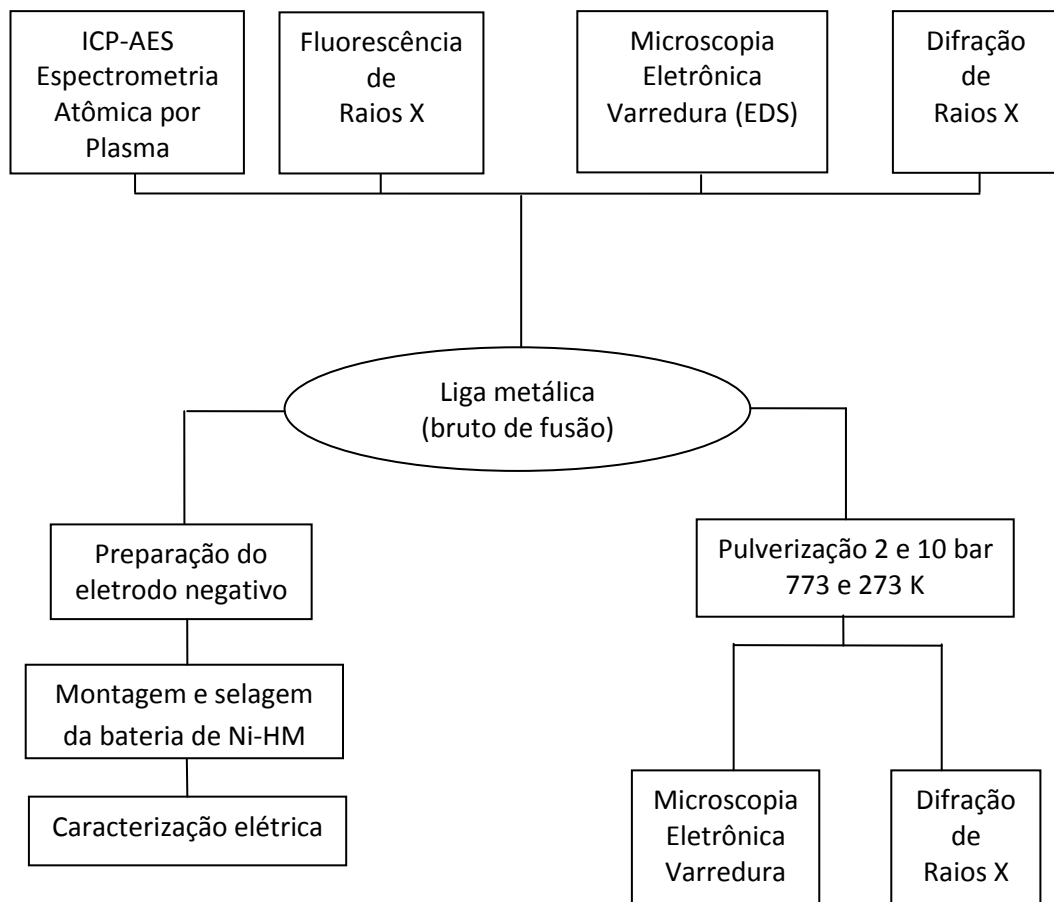 ICP-AES
Espectrometria
Atômica por
Plasma
Fluorescência
de
Raios X
Microscopia
Eletrônica
Varredura (EDS)
Difração
de
Raios X
Liga metálica
(bruto de fusão)
Preparação do
eletrodo negativo
Pulverização 2 e 10 bar
773 e 273 K
Montagem e selagem
da bateria de Ni-HM
Caracterização elétrica
Microscopia
Eletrônica
Varredura
Difração
de
Raios X